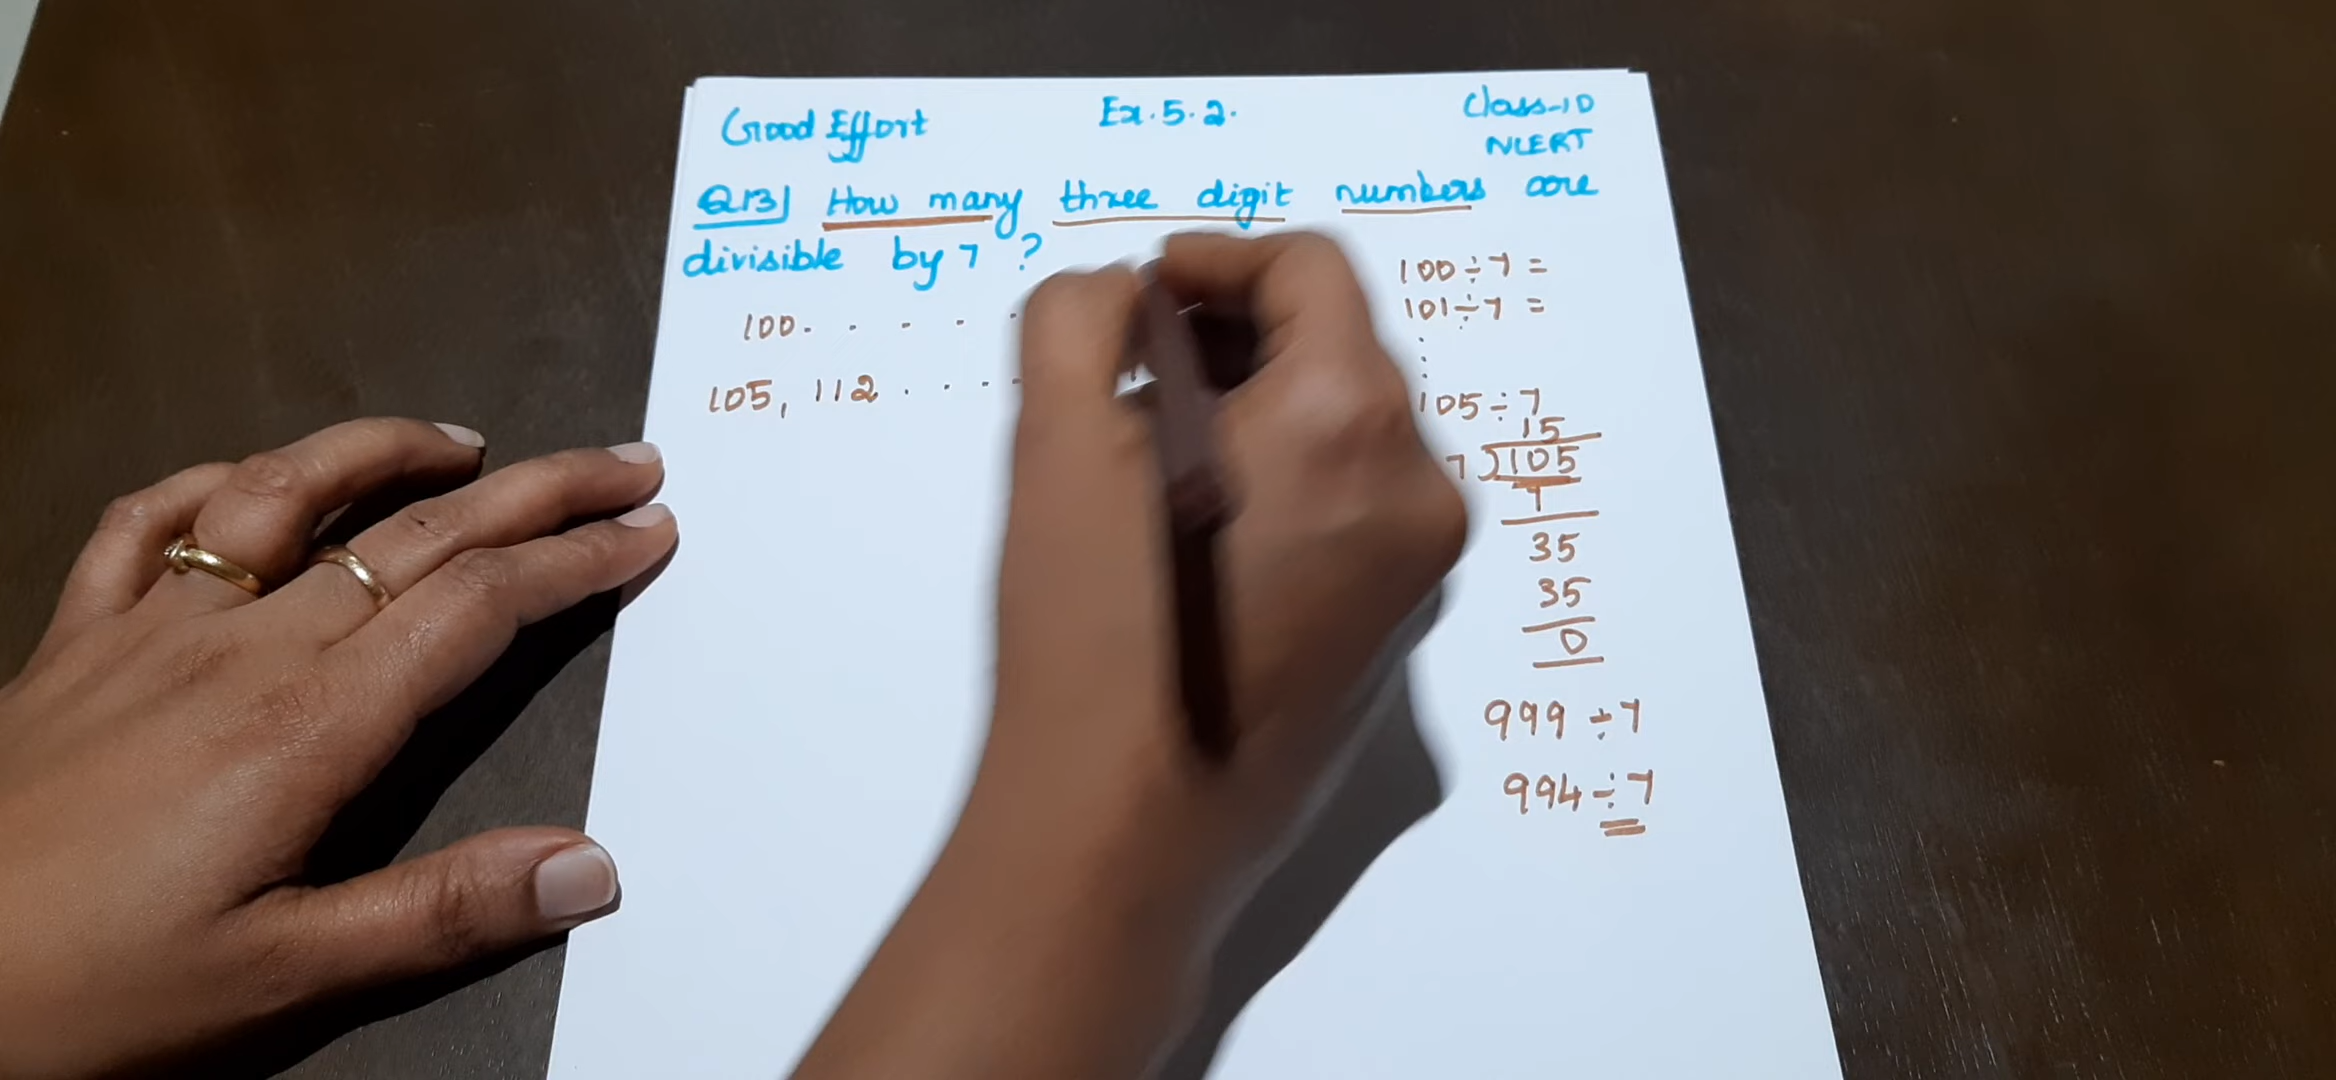 Good Effort Ex.5.2. Class-10
NCERT
Q13) How many three digit numbers are
divisible by 7 ?
100. . . . .
105, 112 . . . .
100÷7 =
101÷7 =
105÷7
15
7)105
7
35
35
0
999 ÷7
994÷7